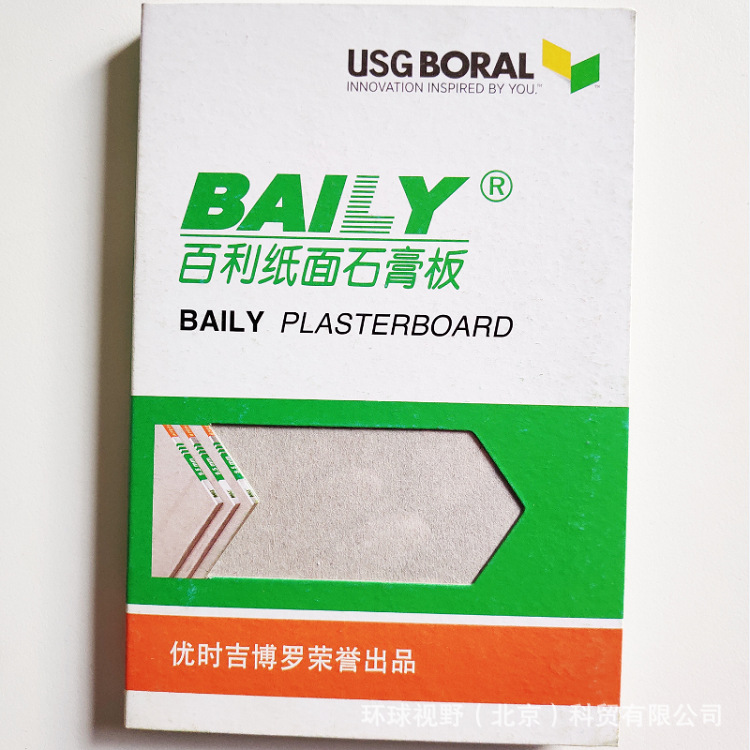 USG BORAL
INNOVATION INSPIRED BY YOU.™
BAILY®
百利纸面石膏板
BAILY PLASTERBOARD
优时吉博罗荣誉出品
环球视野（北京）科贸有限公司